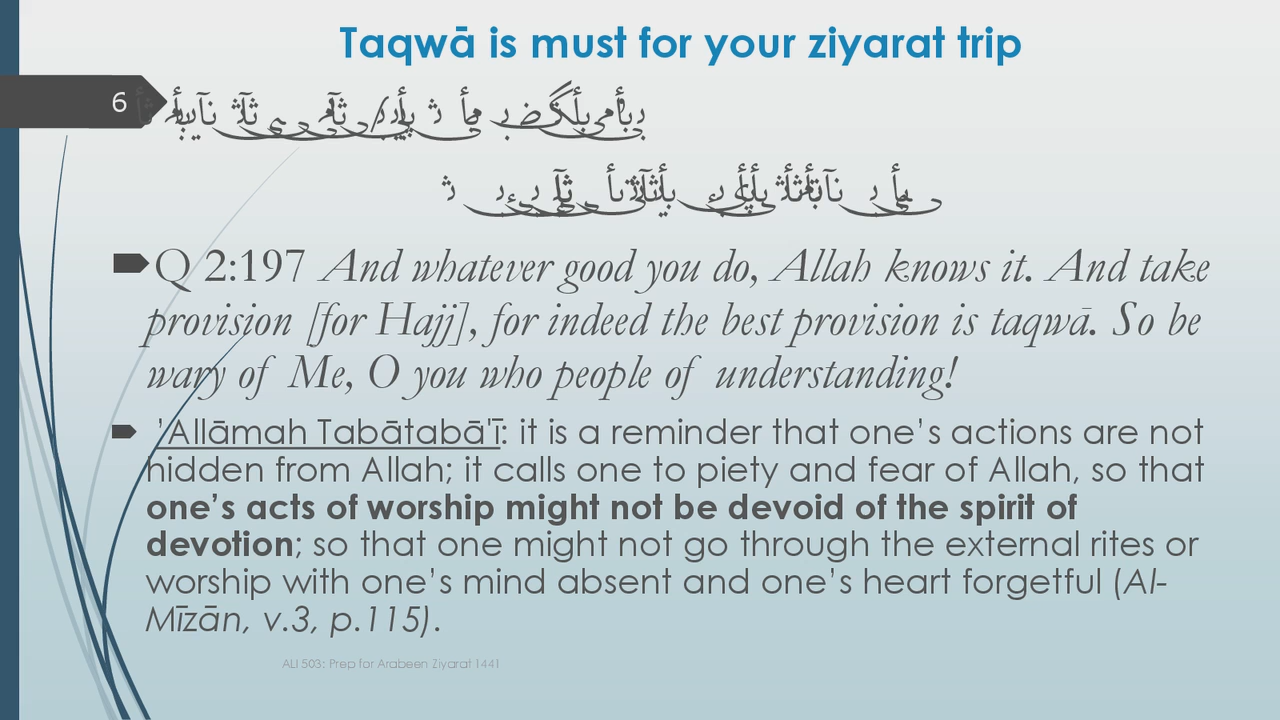 Taqwā is must for your ziyarat trip
6
Q 2:197 And whatever good you do, Allah knows it. And take
provision [for Hajj], for indeed the best provision is taqwā. So be
wary of Me, O you who people of understanding!
'Allāmah Tabātabā'ī: it is a reminder that one's actions are not
hidden from Allah; it calls one to piety and fear of Allah, so that
one's acts of worship might not be devoid of the spirit of
devotion; so that one might not go through the external rites or
worship with one's mind absent and one's heart forgetful (Al-
Mīzān, v.3, p.115).
ALI 503: Prep for Arabeen Ziyarat 1441